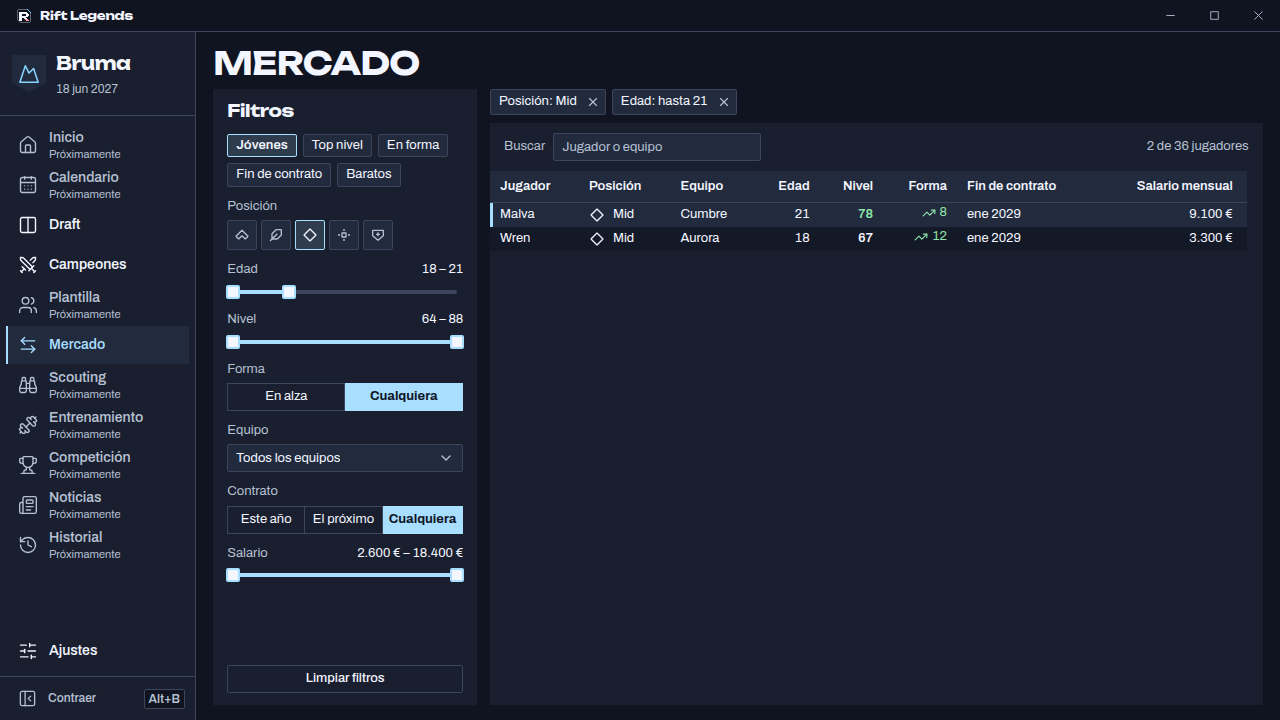 Rift Legends
Bruma
18 jun 2027
Inicio
Próximamente
Calendario
Próximamente
Draft
Campeones
Plantilla
Próximamente
Mercado
Scouting
Próximamente
Entrenamiento
Próximamente
Competición
Próximamente
Noticias
Próximamente
Historial
Próximamente
Ajustes
Contraer Alt+B
MERCADO
Filtros
Jóvenes Top nivel En forma
Fin de contrato Baratos
Posición
Edad 18 – 21
Nivel 64 – 88
Forma
En alza Cualquiera
Equipo
Todos los equipos
Contrato
Este año El próximo Cualquiera
Salario 2.600 € – 18.400 €
Limpiar filtros
Posición: Mid Edad: hasta 21
Buscar Jugador o equipo 2 de 36 jugadores
Jugador Posición Equipo Edad Nivel Forma Fin de contrato Salario mensual
Malva Mid Cumbre 21 78 8 ene 2029 9.100 €
Wren Mid Aurora 18 67 12 ene 2029 3.300 €